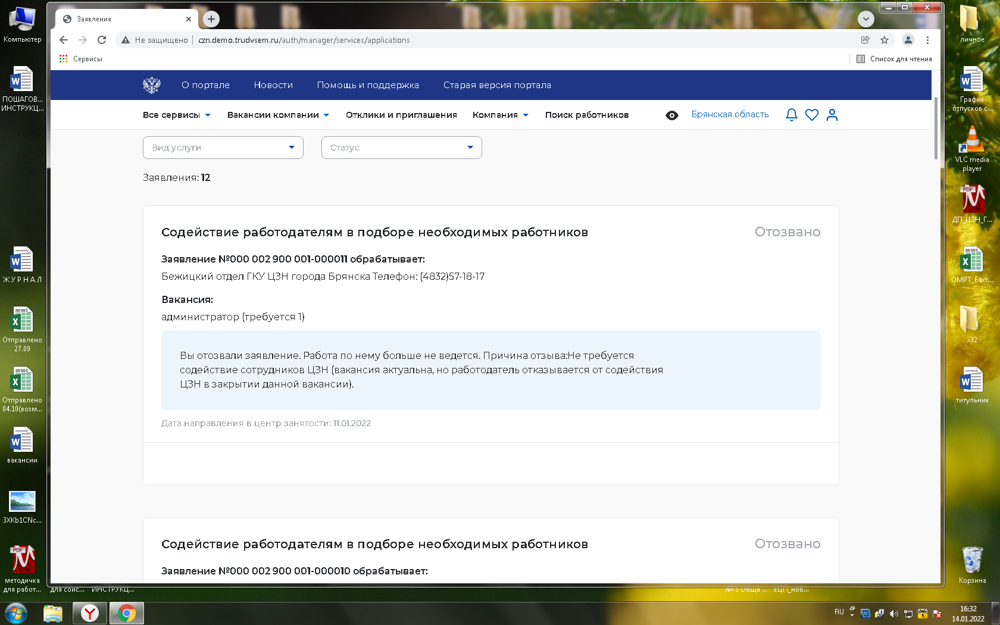 Заявления
Не защищено
czn.demo.trudvsem.ru/auth/manager/services/applications
Сервисы
Список для чтения
О портале
Новости
Помощь и поддержка
Старая версия портала
Все сервисы
Вакансии компании
Отклики и приглашения
Компания
Поиск работников
Брянская область
Вид услуги
Статус
Заявления: 12
Содействие работодателям в подборе необходимых работников
Отозвано
Заявление №000 002 900 001-000011 обрабатывает:
Бежицкий отдел ГКУ ЦЗН города Брянска Телефон: (4832)57-18-17
Вакансия:
администратор (требуется 1)
Вы отозвали заявление. Работа по нему больше не ведется. Причина отзыва:Не требуется
содействие сотрудников ЦЗН (вакансия актуальна, но работодатель отказывается от содействия
ЦЗН в закрытии данной вакансии).
Дата направления в центр занятости: 11.01.2022
Содействие работодателям в подборе необходимых работников
Отозвано
Заявление №000 002 900 001-000010 обрабатывает:
Компьютер
ПОШАГОВ...
ИНСТРУКЦ...
Ж У Р Н А Л
Отправлено
27.09
Отправлено
04.10(возм...
вакансии
3XKb1CNc...
методичка
для работ...
для соис...
ИНСТРУКЦ...
личное
График
отпусков с...
VLC media
player
PDF
ДП_ЦЗН_Г...
ОМРТ_Бахт...
x32
титульник
Корзина
№ 5 Обща ...
ЕЦП_ноб...
RU
16:32
14.01.2022